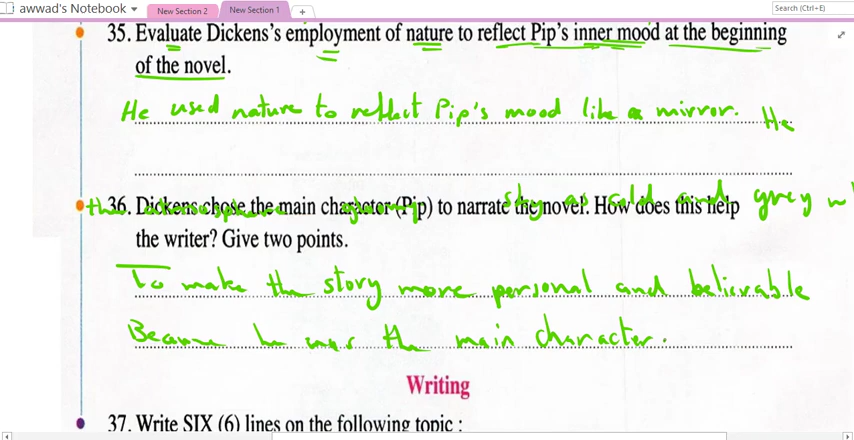 awwad's Notebook
New Section 2
New Section 1
+
Search (Ctrl+E)
35. Evaluate Dickens's employment of nature to reflect Pip's inner mood at the beginning
of the novel.
He used nature to reflect Pip's mood like a mirror. He
the atmosphere gloomy sky as cold and grey
36. Dickens chose the main character (Pip) to narrate the novel. How does this help
the writer? Give two points.
To make the story more personal and believable
Because he was the main character.
Writing
37. Write SIX (6) lines on the following topic :